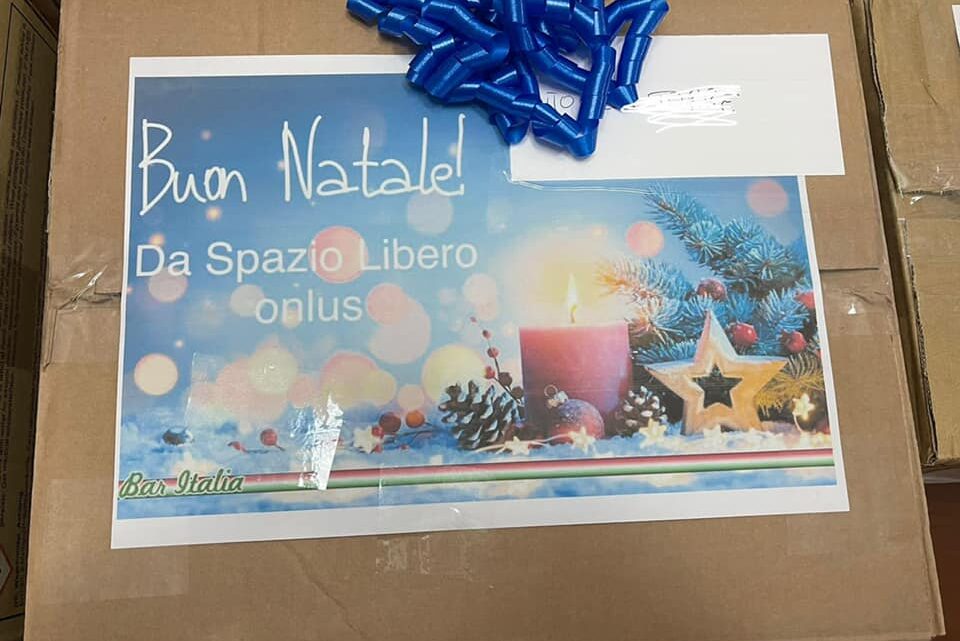 Buon Natale!
Da Spazio Libero
onlus
Bar Italia